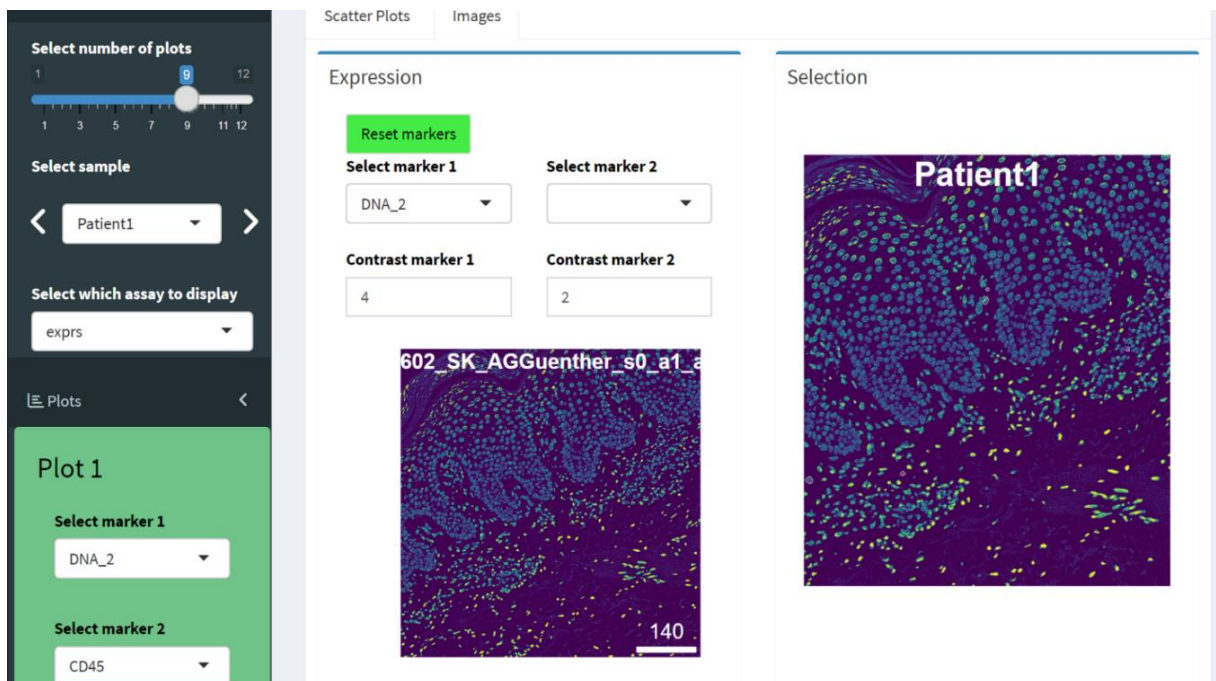 Select number of plots
1 9 12
1 3 5 7 9 11 12
Select sample
Patient1
Select which assay to display
exprs
Plots
Plot 1
Select marker 1
DNA_2
Select marker 2
CD45
Scatter Plots Images
Expression
Reset markers
Select marker 1 Select marker 2
DNA_2
Contrast marker 1 Contrast marker 2
4 2
602_SK_AGGuenther_s0_a1_a
140
Selection
Patient1